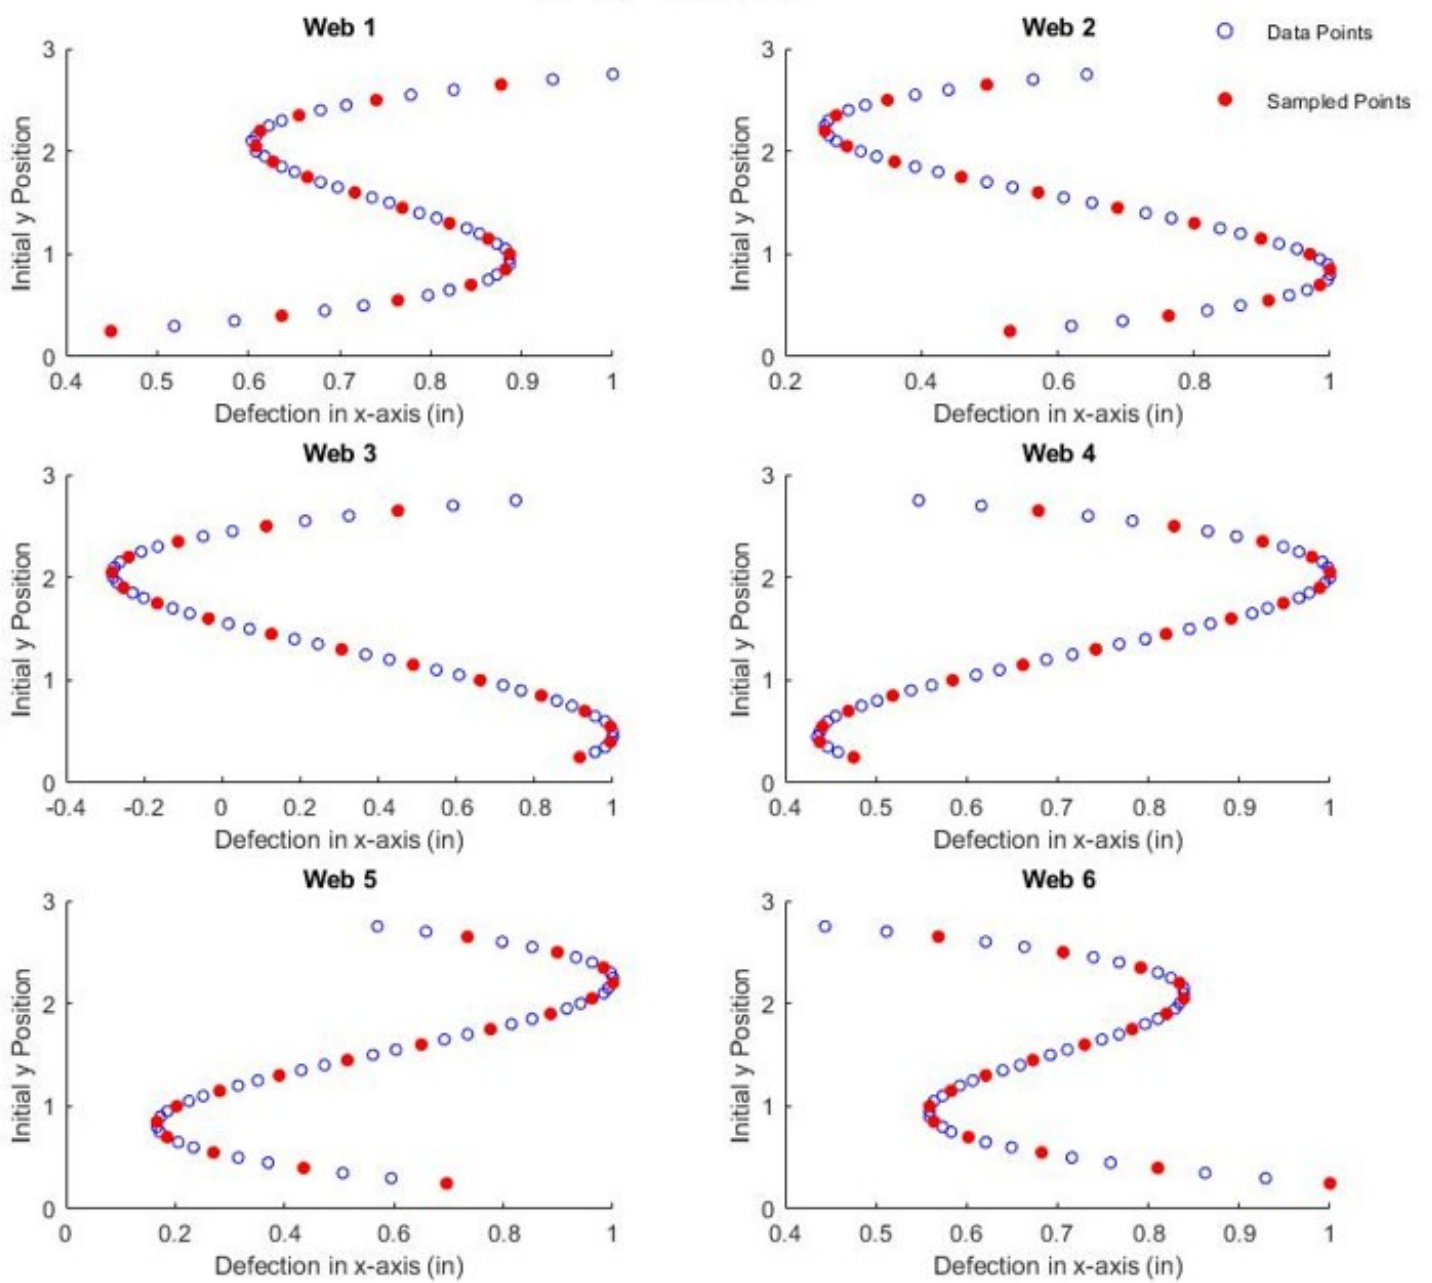 Web 1
3
2
1
0
Initial y Position
0.4 0.5 0.6 0.7 0.8 0.9 1
Defection in x-axis (in)
Web 2
3
2
1
0
Initial y Position
0.2 0.4 0.6 0.8 1
Defection in x-axis (in)
Data Points
Sampled Points
Web 3
3
2
1
0
Initial y Position
-0.4 -0.2 0 0.2 0.4 0.6 0.8 1
Defection in x-axis (in)
Web 4
3
2
1
0
Initial y Position
0.4 0.5 0.6 0.7 0.8 0.9 1
Defection in x-axis (in)
Web 5
3
2
1
0
Initial y Position
0 0.2 0.4 0.6 0.8 1
Defection in x-axis (in)
Web 6
3
2
1
0
Initial y Position
0.4 0.5 0.6 0.7 0.8 0.9 1
Defection in x-axis (in)